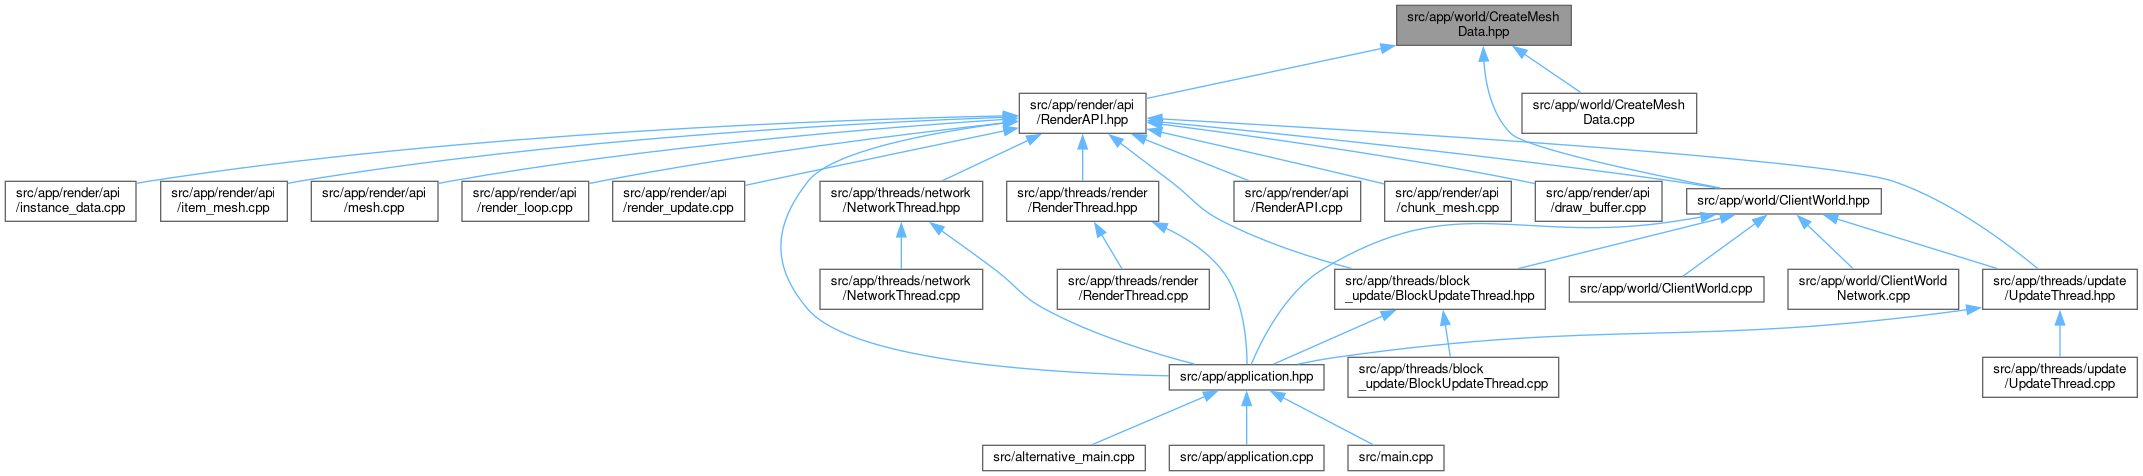 src/app/world/CreateMesh
Data.hpp
src/app/render/api
/RenderAPI.hpp
src/app/world/CreateMesh
Data.cpp
src/app/render/api
/instance_data.cpp
src/app/render/api
/item_mesh.cpp
src/app/render/api
/mesh.cpp
src/app/render/api
/render_loop.cpp
src/app/render/api
/render_update.cpp
src/app/threads/network
/NetworkThread.hpp
src/app/threads/render
/RenderThread.hpp
src/app/render/api
/RenderAPI.cpp
src/app/render/api
/chunk_mesh.cpp
src/app/render/api
/draw_buffer.cpp
src/app/world/ClientWorld.hpp
src/app/threads/network
/NetworkThread.cpp
src/app/threads/render
/RenderThread.cpp
src/app/threads/block
_update/BlockUpdateThread.hpp
src/app/world/ClientWorld.cpp
src/app/world/ClientWorld
Network.cpp
src/app/threads/update
/UpdateThread.hpp
src/app/application.hpp
src/app/threads/block
_update/BlockUpdateThread.cpp
src/app/threads/update
/UpdateThread.cpp
src/alternative_main.cpp
src/app/application.cpp
src/main.cpp